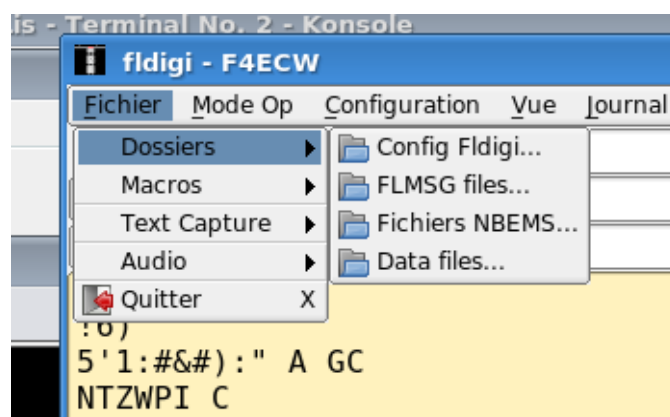 is - Terminal No. 2 - Konsole
fldigi - F4ECW
Fichier Mode Op Configuration Vue Journal
Dossiers
Macros
Text Capture
Audio
Quitter X
Config Fldigi...
FLMSG files...
Fichiers NBEMS...
Data files...
!6)
5'1:#&#):" A GC
NTZWPI C